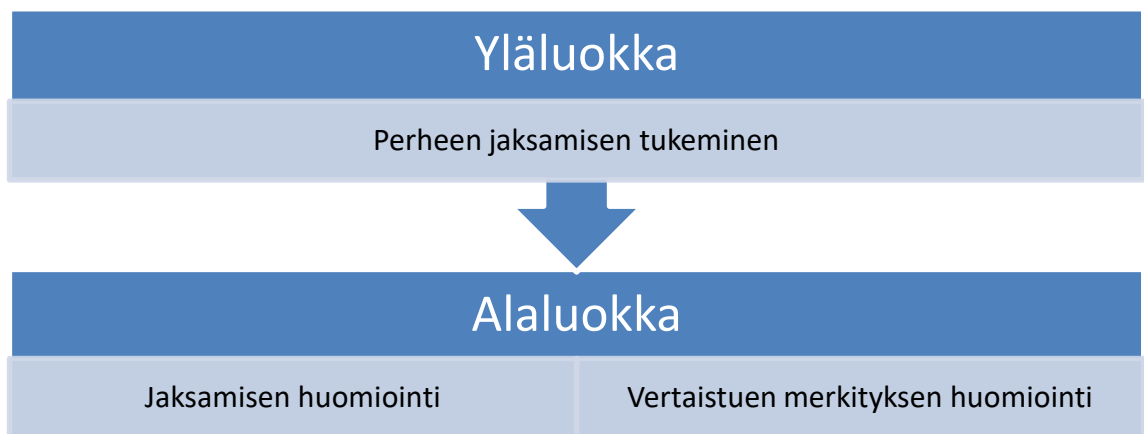 Yläluokka
Perheen jaksamisen tukeminen
Alaluokka
Jaksamisen huomiointi
Vertaistuen merkityksen huomiointi